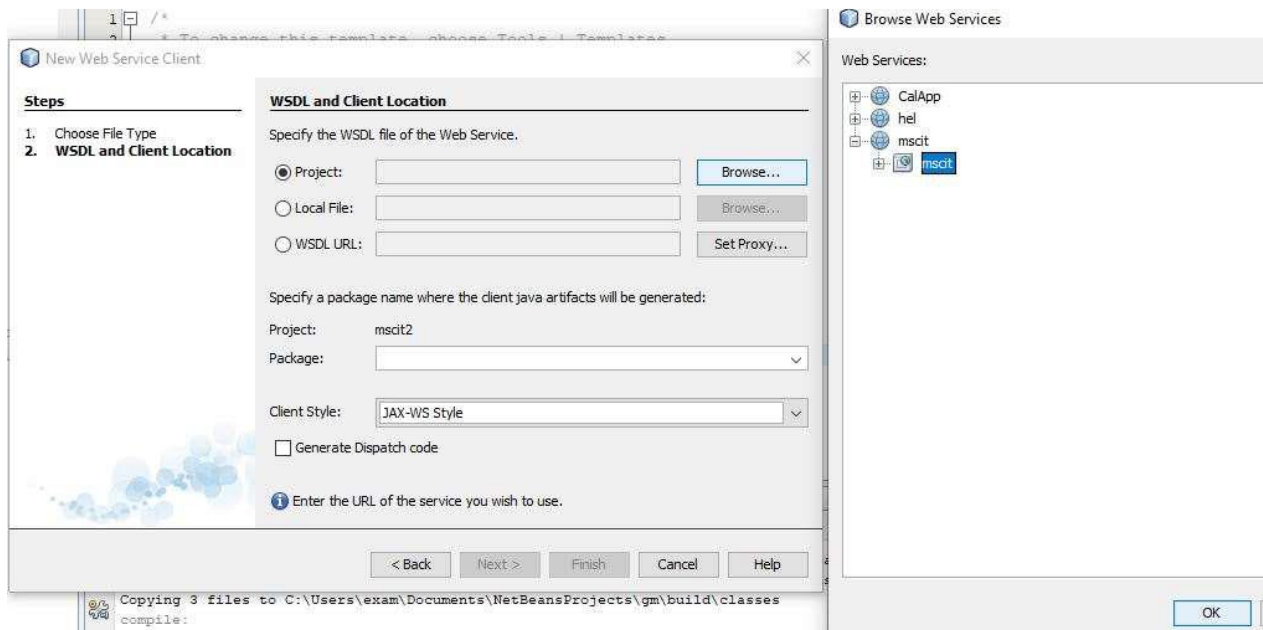 1 /*
2 * To change this template, choose Tools | Templates
New Web Service Client
Steps
1. Choose File Type
2. WSDL and Client Location
WSDL and Client Location
Specify the WSDL file of the Web Service.
Project: Browse...
Local File: Browse...
WSDL URL: Set Proxy...
Specify a package name where the client java artifacts will be generated:
Project: mscit2
Package:
Client Style: JAX-WS Style
Generate Dispatch code
Enter the URL of the service you wish to use.
< Back Next > Finish Cancel Help
Copying 3 files to C:\Users\exam\Documents\NetBeansProjects\gm\build\classes
compile:
Browse Web Services
Web Services:
CalApp
hel
mscit
mscit
OK